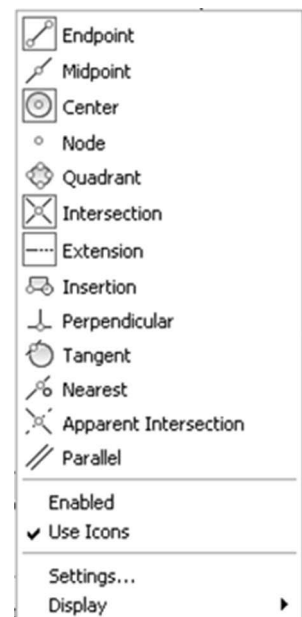 Endpoint
Midpoint
Center
Node
Quadrant
Intersection
Extension
Insertion
Perpendicular
Tangent
Nearest
Apparent Intersection
Parallel
Enabled
Use Icons
Settings...
Display